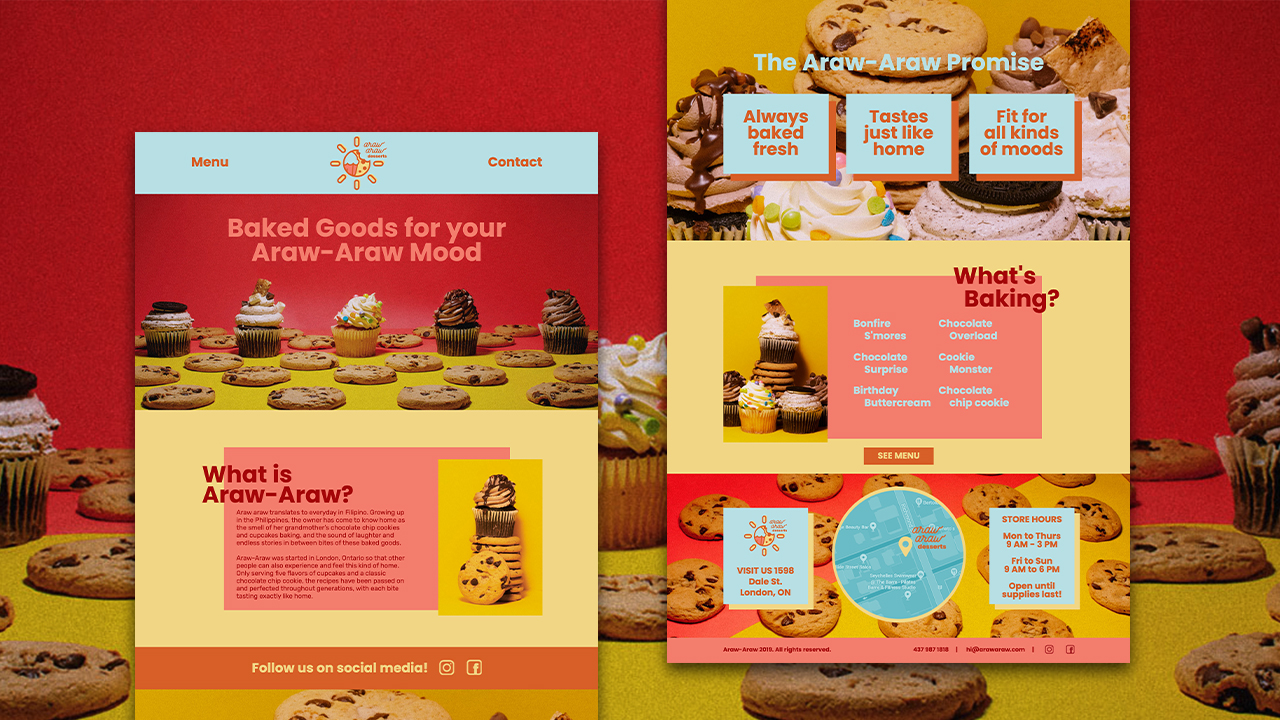 Menu
araw
araw
desserts
Contact
Baked Goods for your
Araw-Araw Mood
What is
Araw-Araw?
Araw araw translates to everyday in Filipino. Growing up
in the Philippines, the owner has come to know home as
the smell of her grandmother's chocolate chip cookies
and cupcakes baking, and the sound of laughter and
endless stories in between bites of these baked goods.
Araw-Araw was started in London, Ontario so that other
people can also experience and feel this kind of home.
Only serving five flavors of cupcakes and a classic
chocolate chip cookie, the recipes have been passed on
and perfected throughout generations, with each bite
tasting exactly like home.
Follow us on social media!
The Araw-Araw Promise
Always
baked
fresh
Tastes
just like
home
Fit for
all kinds
of moods
What's
Baking?
Bonfire
S'mores
Chocolate
Surprise
Birthday
Buttercream
Chocolate
Overload
Cookie
Monster
Chocolate
chip cookie
SEE MENU
araw
araw
desserts
VISIT US 1598
Dale St.
London, ON
Beauty Bar
araw
araw
desserts
STORE HOURS
Mon to Thurs
9 AM - 3 PM
Fri to Sun
9 AM to 6 PM
Open until
supplies last!
Araw-Araw 2019. All rights reserved.
437 987 1818 | hi@arawaraw.com |